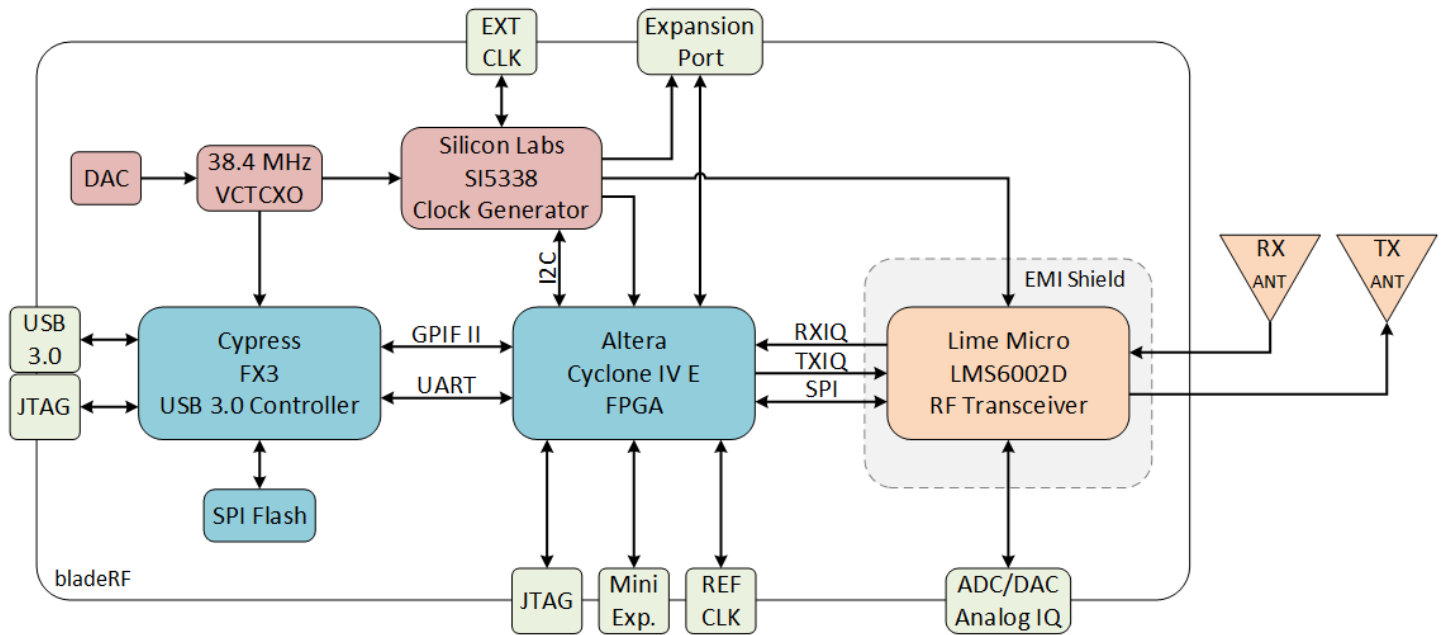 EXT
CLK
Expansion
Port
Silicon Labs
SI5338
Clock Generator
DAC
38.4 MHz
VCTCXO
I2C
EMI Shield
RX
ANT
TX
ANT
USB
3.0
JTAG
Cypress
FX3
USB 3.0 Controller
GPIF II
UART
Altera
Cyclone IV E
FPGA
RXIQ
TXIQ
SPI
Lime Micro
LMS6002D
RF Transceiver
SPI Flash
bladeRF
JTAG
Mini
Exp.
REF
CLK
ADC/DAC
Analog IQ